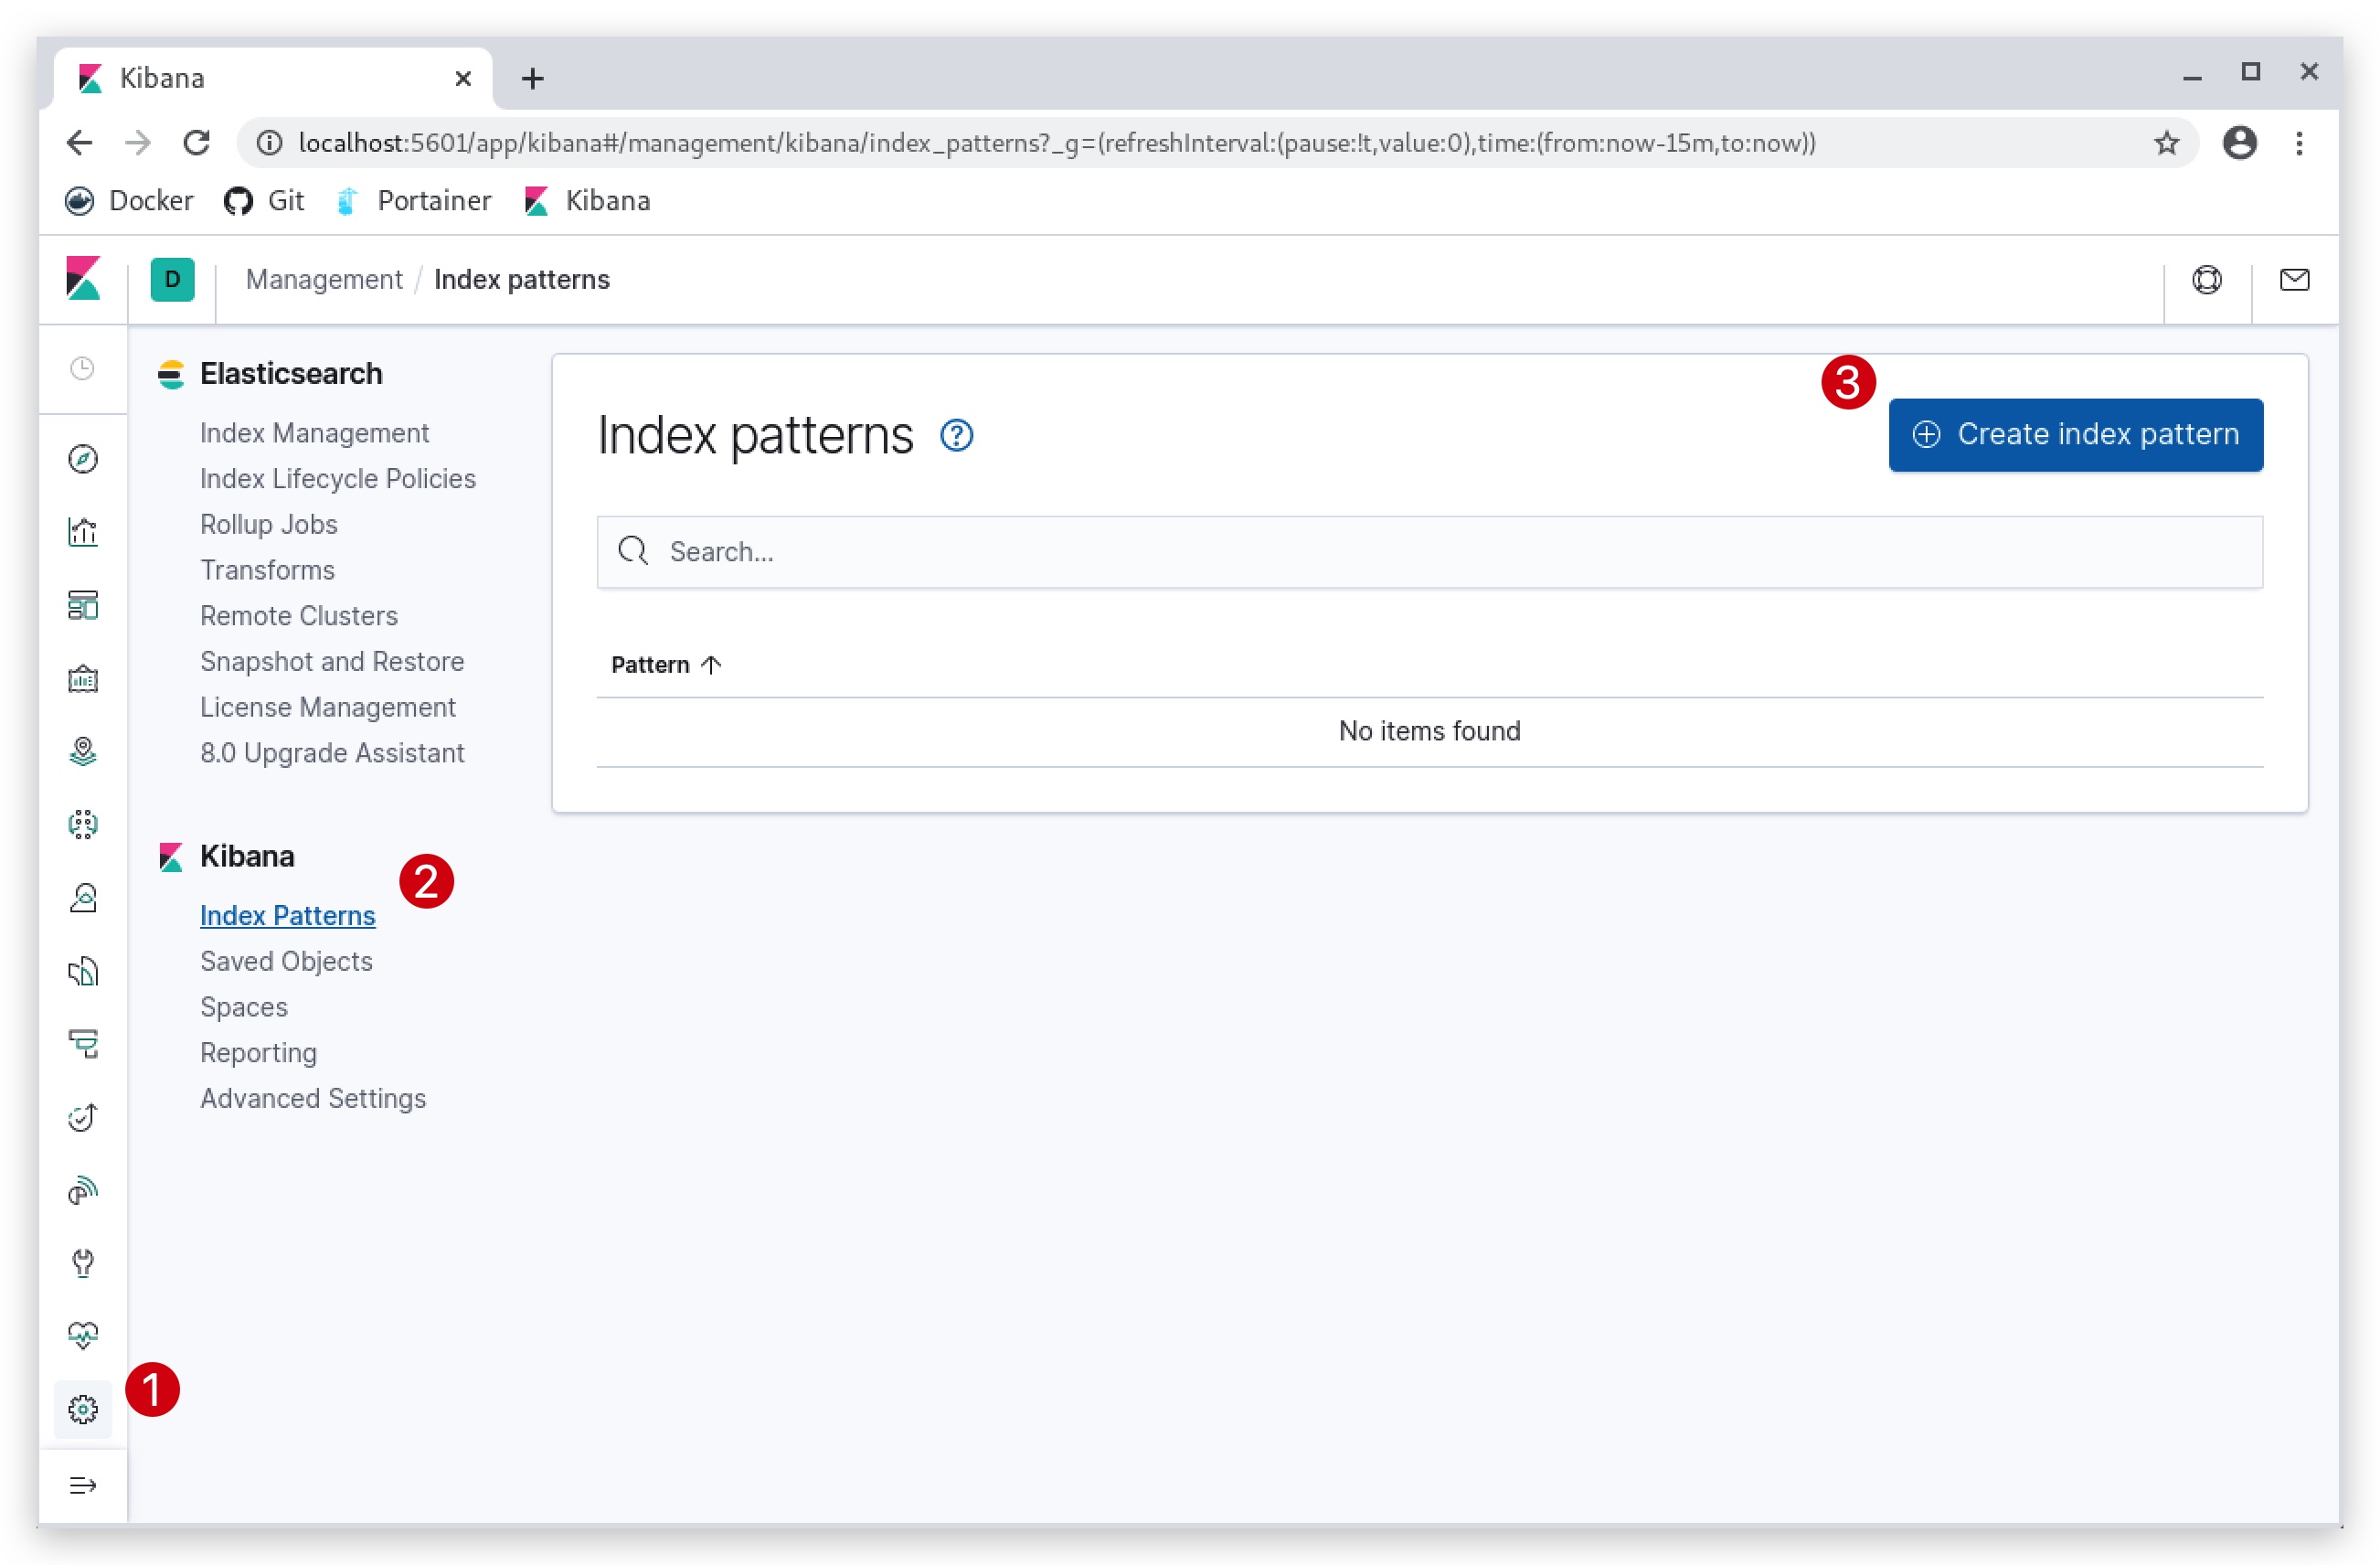 Kibana
localhost:5601/app/kibana#/management/kibana/index_patterns?_g=(refreshInterval:(pause:!t,value:0),time:(from:now-15m,to:now))
Docker Git Portainer Kibana
D Management / Index patterns
Elasticsearch
Index Management
Index Lifecycle Policies
Rollup Jobs
Transforms
Remote Clusters
Snapshot and Restore
License Management
8.0 Upgrade Assistant
Kibana
2
Index Patterns
Saved Objects
Spaces
Reporting
Advanced Settings
1
3
Index patterns ?
Create index pattern
Search...
Pattern ↑
No items found